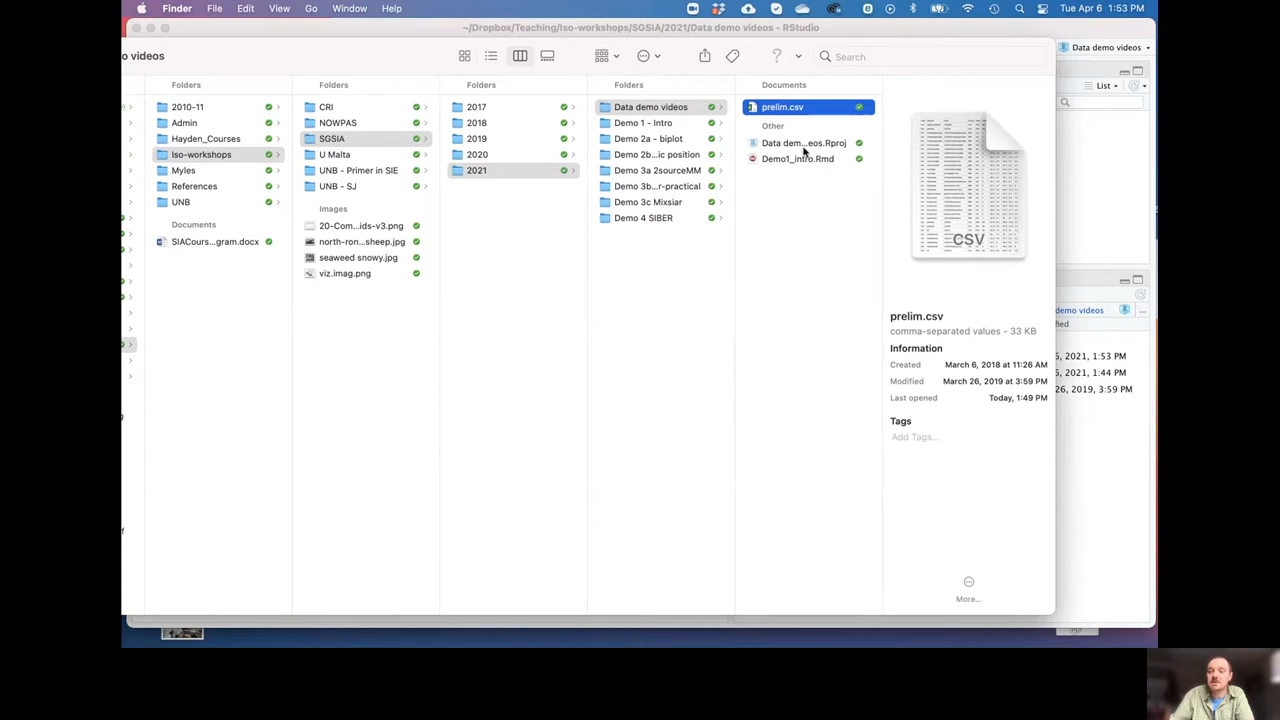 Finder File Edit View Go Window Help
Tue Apr 6 1:53 PM
~/Dropbox/Teaching/Iso-workshops/SGSIA/2021/Data demo videos - RStudio
o videos
Search
Data demo videos
List
Folders
2010-11
Admin
Hayden_Courses
Iso-workshops
Myles
References
UNB
Documents
SIACours...gram.docx
Folders
CRI
NOWPAS
SGSIA
U Malta
UNB - Primer in SIE
UNB - SJ
Images
20-Com...ids-v3.png
north-ron...sheep.jpg
seaweed snowy.jpg
viz.imag.png
Folders
2017
2018
2019
2020
2021
Folders
Data demo videos
Demo 1 - Intro
Demo 2a - biplot
Demo 2b...ic position
Demo 3a 2sourceMM
Demo 3b...r-practical
Demo 3c Mixsiar
Demo 4 SIBER
Documents
prelim.csv
Other
Data dem...eos.Rproj
Demo1_intro.Rmd
CSV
prelim.csv
comma-separated values - 33 KB
Information
Created March 6, 2018 at 11:26 AM
Modified March 26, 2019 at 3:59 PM
Last opened Today, 1:49 PM
Tags
Add Tags...
More...
demo videos
...
fied
6, 2021, 1:53 PM
6, 2021, 1:44 PM
26, 2019, 3:59 PM